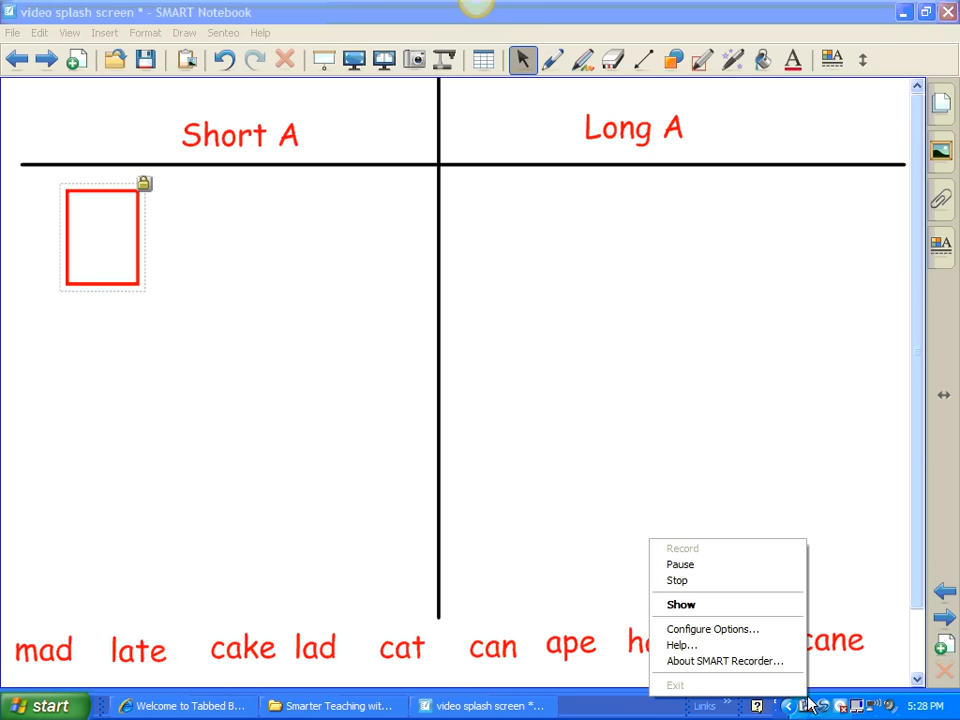 video splash screen * - SMART Notebook
File Edit View Insert Format Draw Senteo Help
Short A
Long A
Record
Pause
Stop
Show
Configure Options...
Help...
About SMART Recorder...
Exit
mad late cake lad cat can ape cane
start
Welcome to Tabbed B...
Smarter Teaching wit...
video splash screen *...
Links
5:28 PM